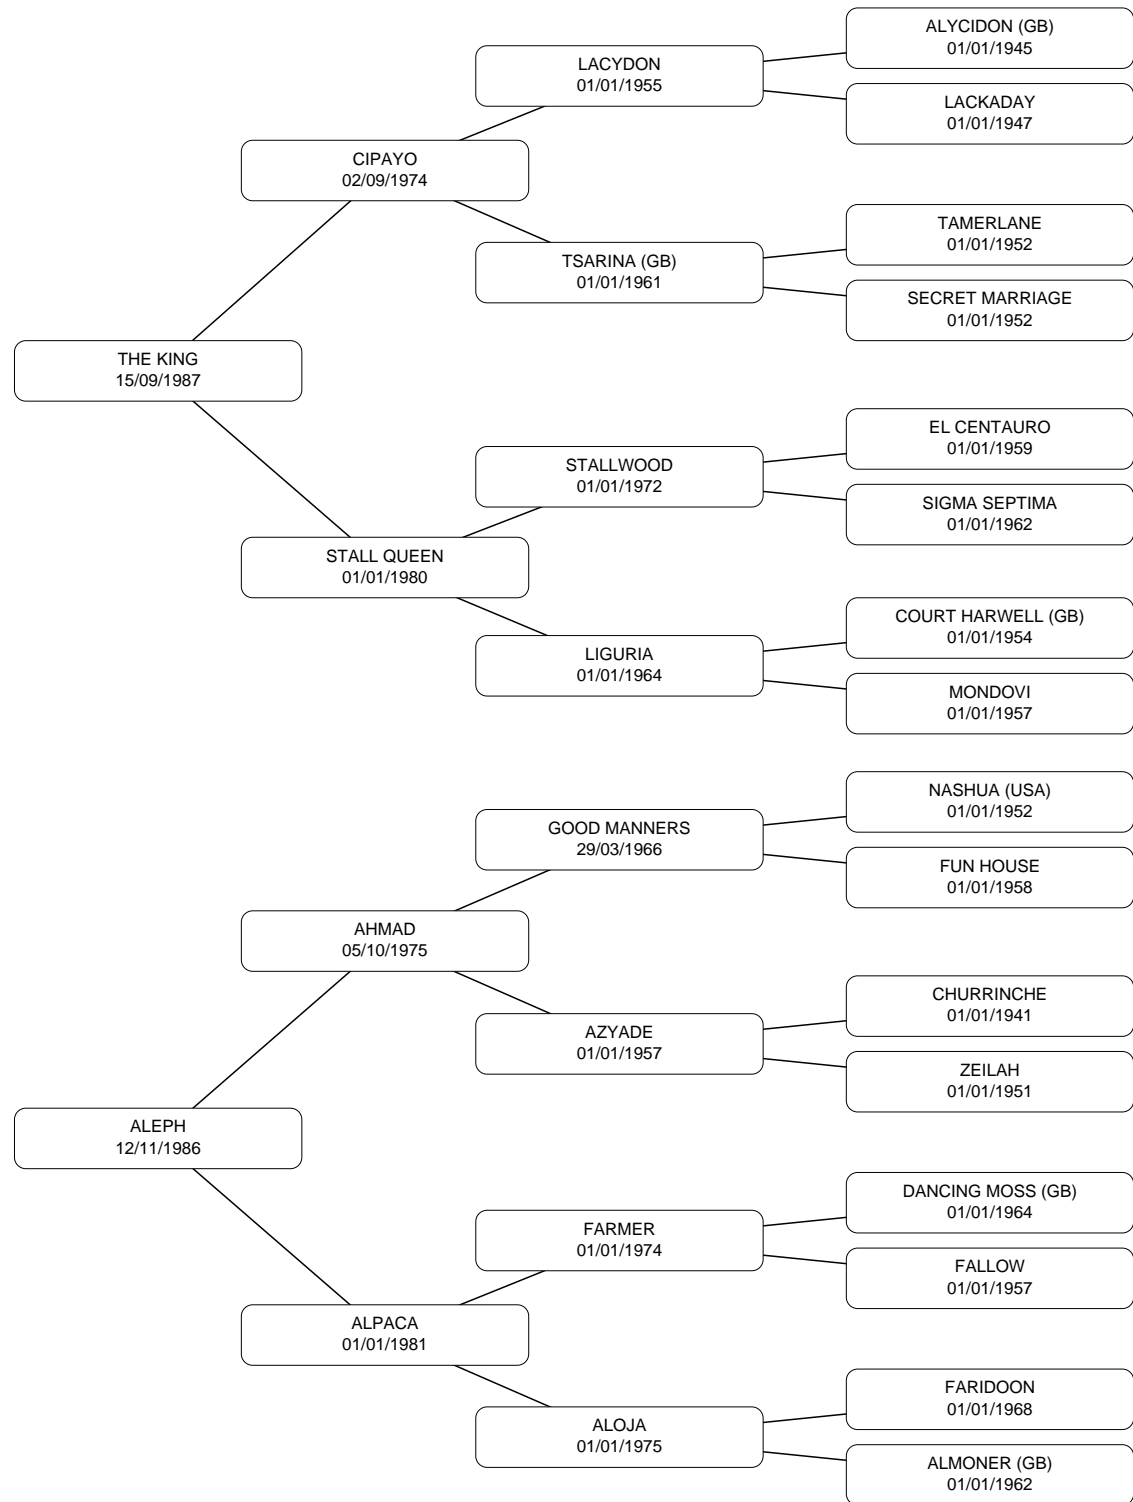 ALYCIDON (GB)
01/01/1945
LACYDON
01/01/1955
LACKADAY
01/01/1947
CIPAYO
02/09/1974
TAMERLANE
01/01/1952
TSARINA (GB)
01/01/1961
SECRET MARRIAGE
01/01/1952
THE KING
15/09/1987
EL CENTAURO
01/01/1959
STALLWOOD
01/01/1972
SIGMA SEPTIMA
01/01/1962
STALL QUEEN
01/01/1980
COURT HARWELL (GB)
01/01/1954
LIGURIA
01/01/1964
MONDOVI
01/01/1957
NASHUA (USA)
01/01/1952
GOOD MANNERS
29/03/1966
FUN HOUSE
01/01/1958
AHMAD
05/10/1975
CHURRINCHE
01/01/1941
AZYADE
01/01/1957
ZEILAH
01/01/1951
ALEPH
12/11/1986
DANCING MOSS (GB)
01/01/1964
FARMER
01/01/1974
FALLOW
01/01/1957
ALPACA
01/01/1981
FARIDOON
01/01/1968
ALOJA
01/01/1975
ALMONER (GB)
01/01/1962